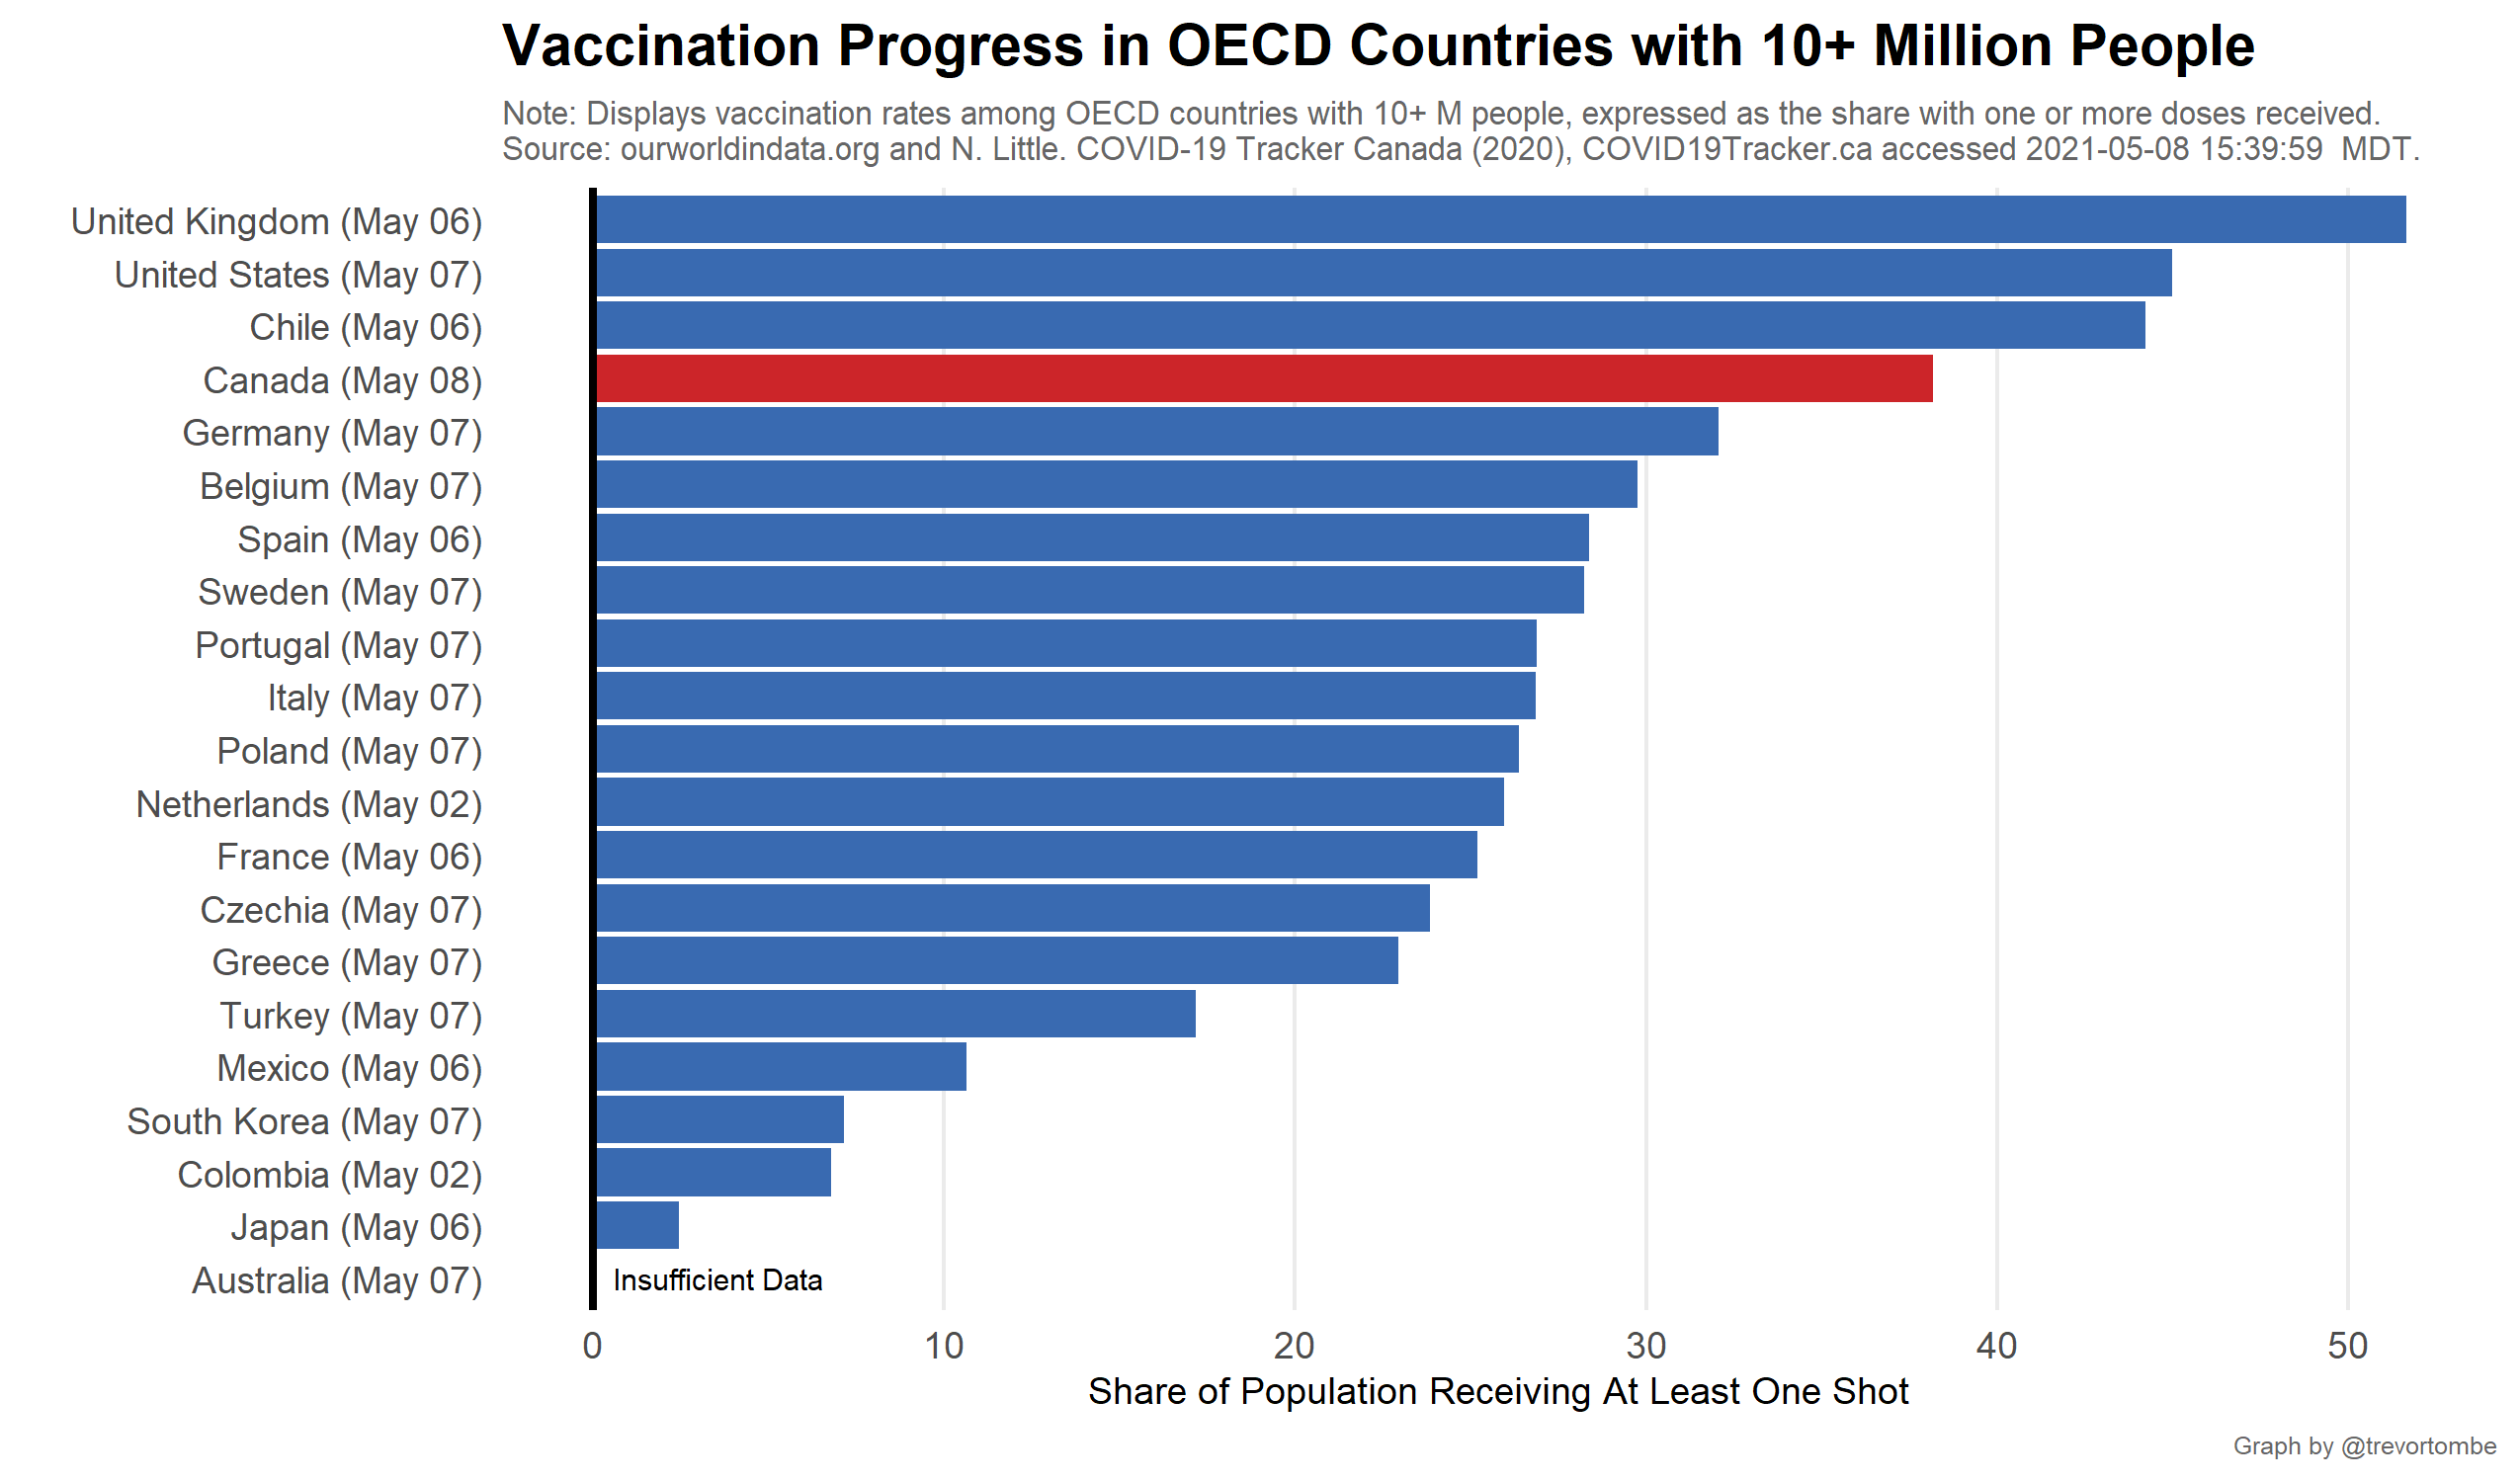 Vaccination Progress in OECD Countries with 10+ Million People
Note: Displays vaccination rates among OECD countries with 10+ M people, expressed as the share with one or more doses received.
Source: ourworldindata.org and N. Little. COVID-19 Tracker Canada (2020), COVID19Tracker.ca accessed 2021-05-08 15:39:59  MDT.
United Kingdom (May 06)
United States (May 07)
Chile (May 06)
Canada (May 08)
Germany (May 07)
Belgium (May 07)
Spain (May 06)
Sweden (May 07)
Portugal (May 07)
Italy (May 07)
Poland (May 07)
Netherlands (May 02)
France (May 06)
Czechia (May 07)
Greece (May 07)
Turkey (May 07)
Mexico (May 06)
South Korea (May 07)
Colombia (May 02)
Japan (May 06)
Australia (May 07) Insufficient Data
0 10 20 30 40 50
Share of Population Receiving At Least One Shot
Graph by @trevortombe